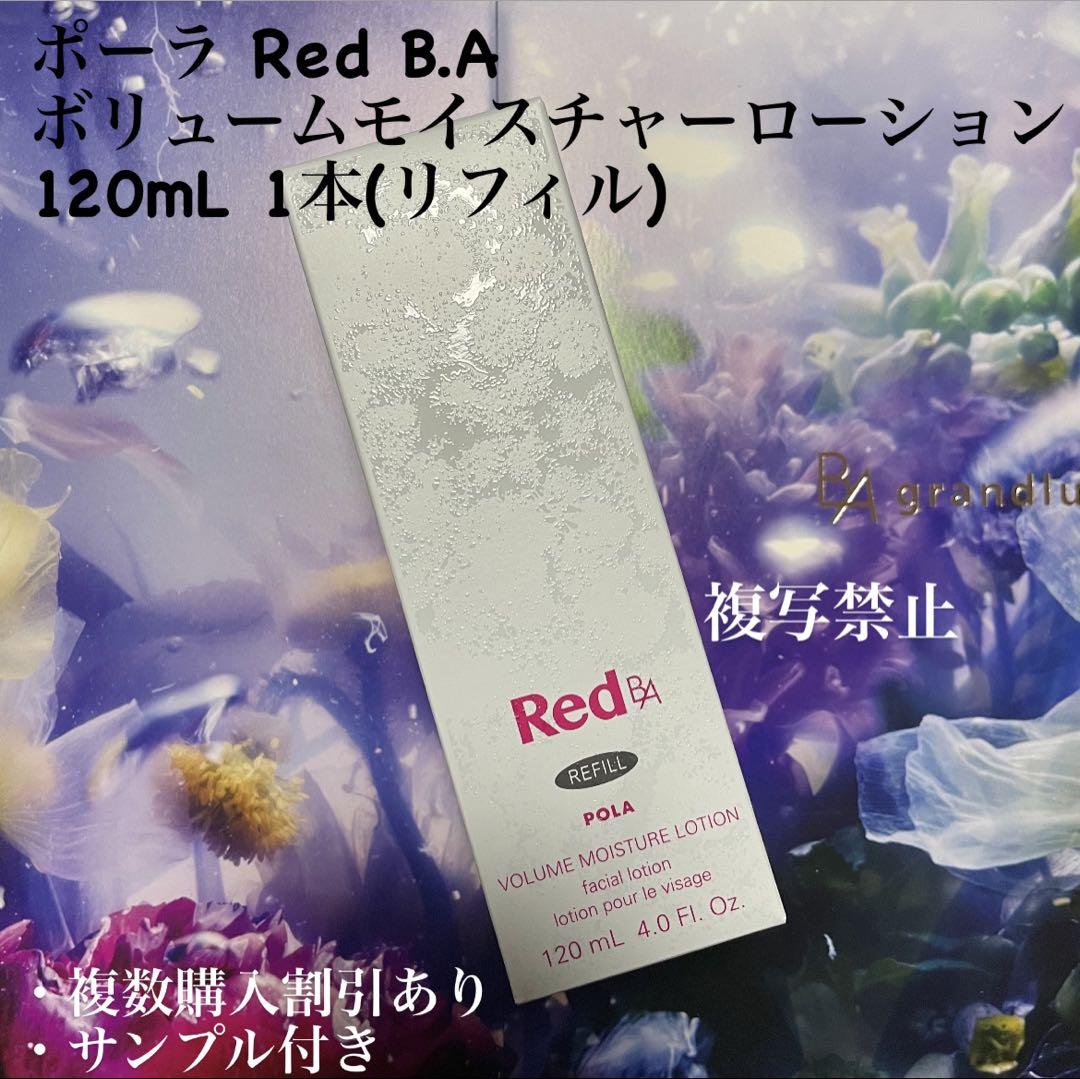 ポーラ Red B.A
ボリュームモイスチャーローション
120mL 1本(リフィル)
BA grandlu
複写禁止
Red BA
REFILL
POLA
VOLUME MOISTURE LOTION
facial lotion
lotion pour le visage
120 mL 4.0 Fl. Oz.
・複数購入割引あり
・サンプル付き